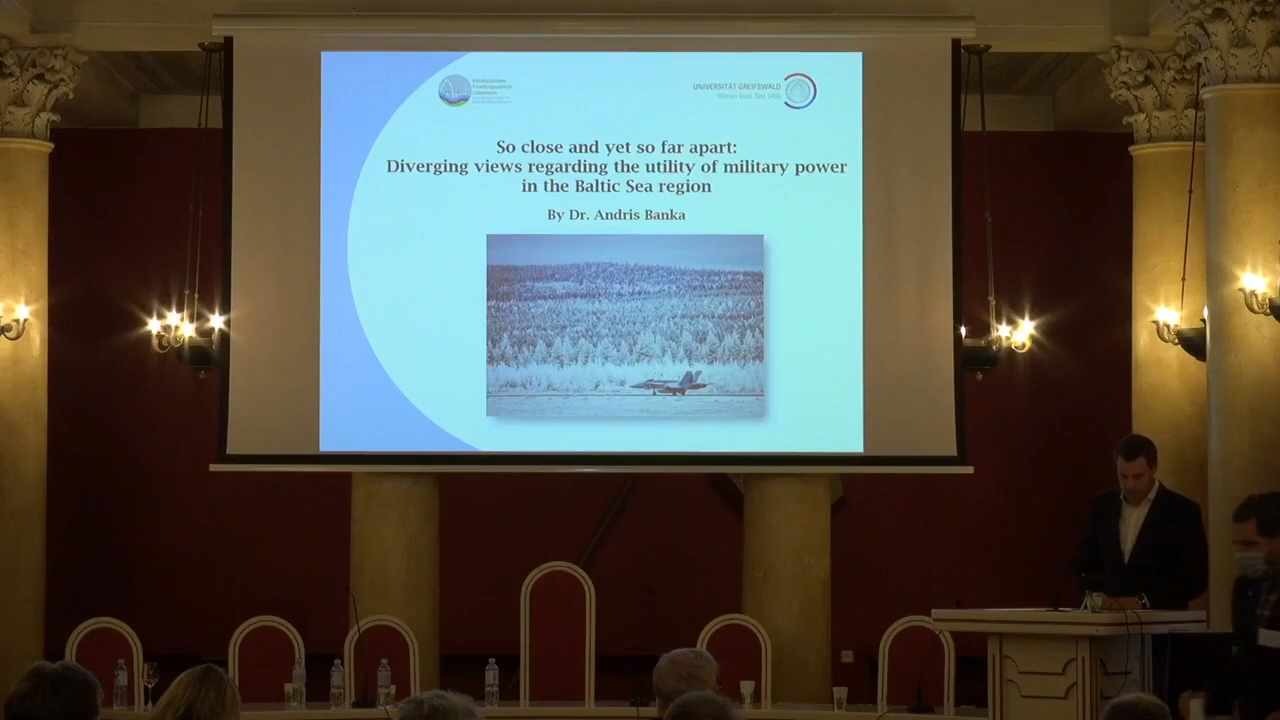 UNIVERSITÄT GREIFSWALD
So close and yet so far apart:
Diverging views regarding the utility of military power
in the Baltic Sea region
By Dr. Andris Banka